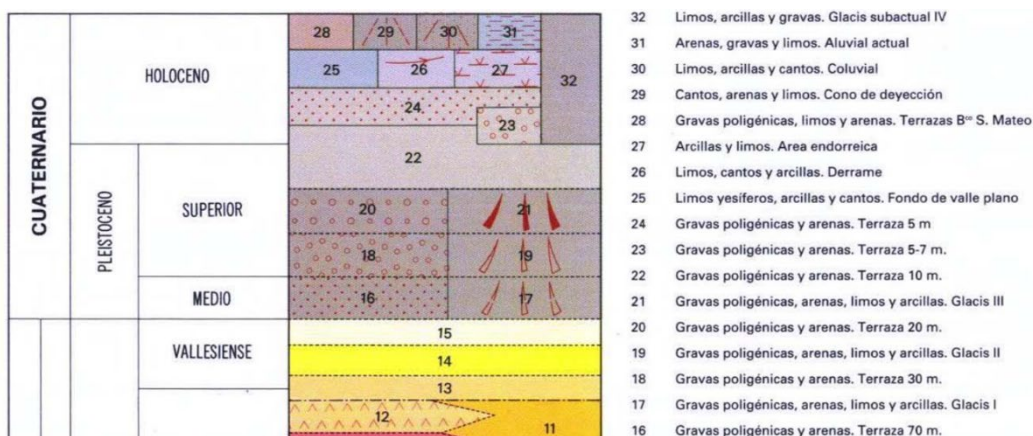 CUATERNARIO
HOLOCENO
PLEISTOCENO
SUPERIOR
MEDIO
VALLESIENSE
28 29 30 31
25 26 27 32
24
23
22
20 21
18 19
16 17
15
14
13
12
11
32 Limos, arcillas y gravas. Glacis subactual IV
31 Arenas, gravas y limos. Aluvial actual
30 Limos, arcillas y cantos. Coluvial
29 Cantos, arenas y limos. Cono de deyección
28 Gravas poligénicas, limos y arenas. Terrazas Bco S. Mateo
27 Arcillas y limos. Area endorreica
26 Limos, cantos y arcillas. Derrame
25 Limos yesíferos, arcillas y cantos. Fondo de valle plano
24 Gravas poligénicas y arenas. Terraza 5 m
23 Gravas poligénicas y arenas. Terraza 5-7 m.
22 Gravas poligénicas y arenas. Terraza 10 m.
21 Gravas poligénicas, arenas, limos y arcillas. Glacis III
20 Gravas poligénicas y arenas. Terraza 20 m.
19 Gravas poligénicas, arenas, limos y arcillas. Glacis II
18 Gravas poligénicas y arenas. Terraza 30 m.
17 Gravas poligénicas, arenas, limos y arcillas. Glacis I
16 Gravas poligénicas y arenas. Terraza 70 m.